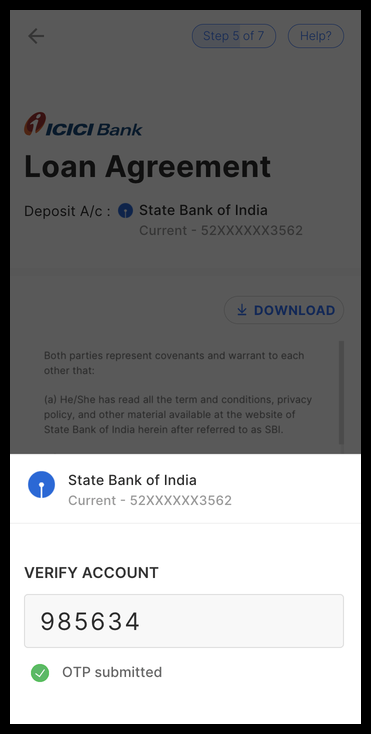 Step 5 of 7
Help?
ICICI Bank
Loan Agreement
Deposit A/c : State Bank of India
Current - 52XXXXXX3562
DOWNLOAD
Both parties represent covenants and warrant to each
other that:
(a) He/She has read all the term and conditions, privacy
policy, and other material available at the website of
State Bank of India herein after referred to as SBI.
State Bank of India
Current - 52XXXXXX3562
VERIFY ACCOUNT
985634
OTP submitted